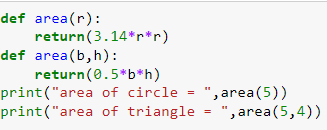 def area(r):
    return(3.14*r*r)
def area(b,h):
    return(0.5*b*h)
print("area of circle = ",area(5))
print("area of triangle = ",area(5,4))